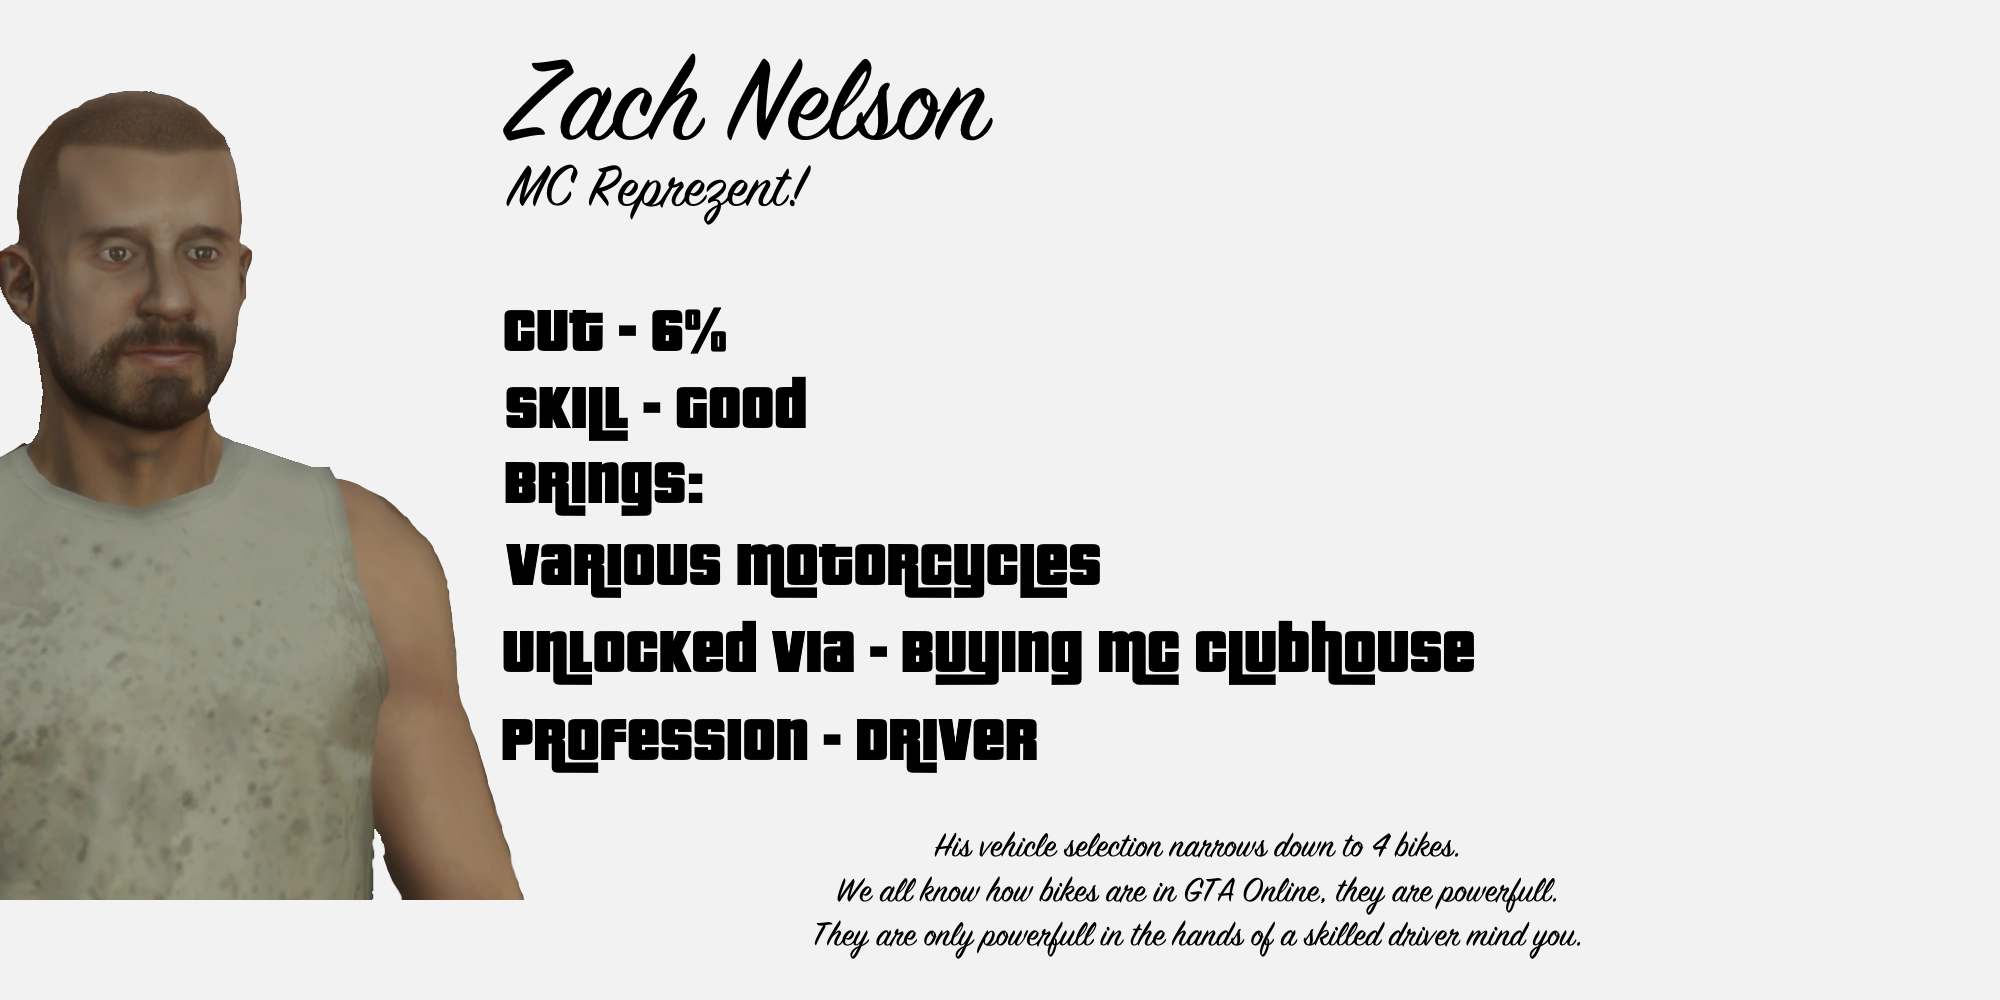 Zach Nelson
MC Reprezent!
Cut - 6%
Skill - Good
Brings:
Various Motorcycles
Unlocked via - Buying MC Clubhouse
Profession - Driver
His vehicle selection narrows down to 4 bikes.
We all know how bikes are in GTA Online, they are powerfull.
They are only powerfull in the hands of a skilled driver mind you.